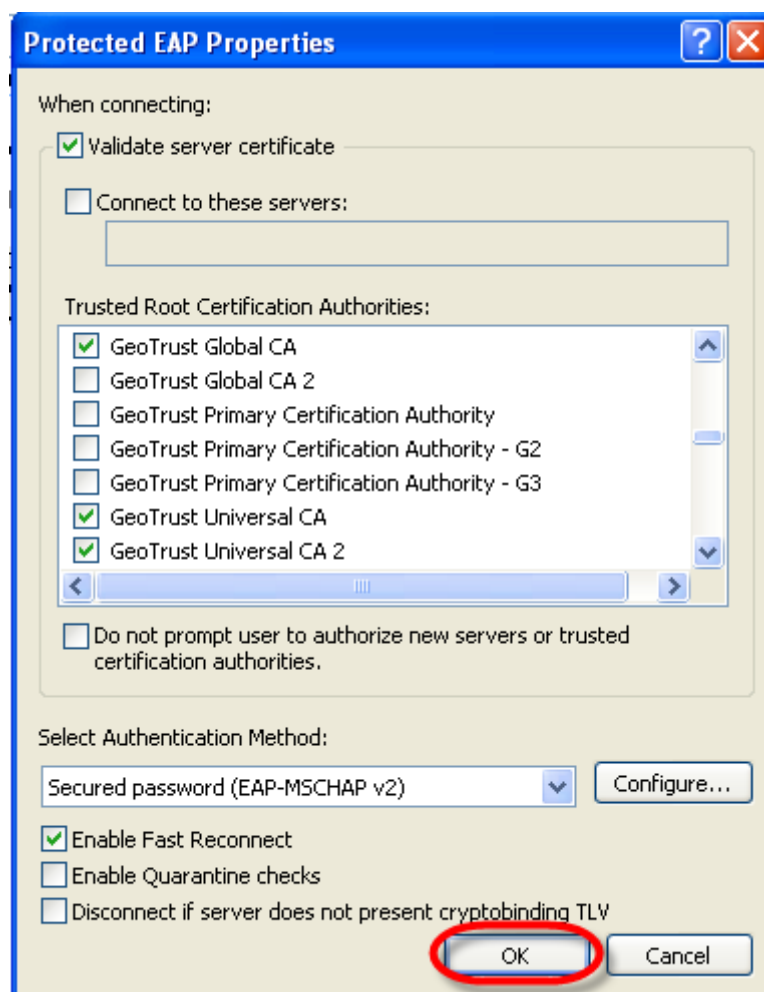 Protected EAP Properties
When connecting:
Validate server certificate
Connect to these servers:
Trusted Root Certification Authorities:
GeoTrust Global CA
GeoTrust Global CA 2
GeoTrust Primary Certification Authority
GeoTrust Primary Certification Authority - G2
GeoTrust Primary Certification Authority - G3
GeoTrust Universal CA
GeoTrust Universal CA 2
Do not prompt user to authorize new servers or trusted
certification authorities.
Select Authentication Method:
Secured password (EAP-MSCHAP v2)
Configure...
Enable Fast Reconnect
Enable Quarantine checks
Disconnect if server does not present cryptobinding TLV
OK
Cancel